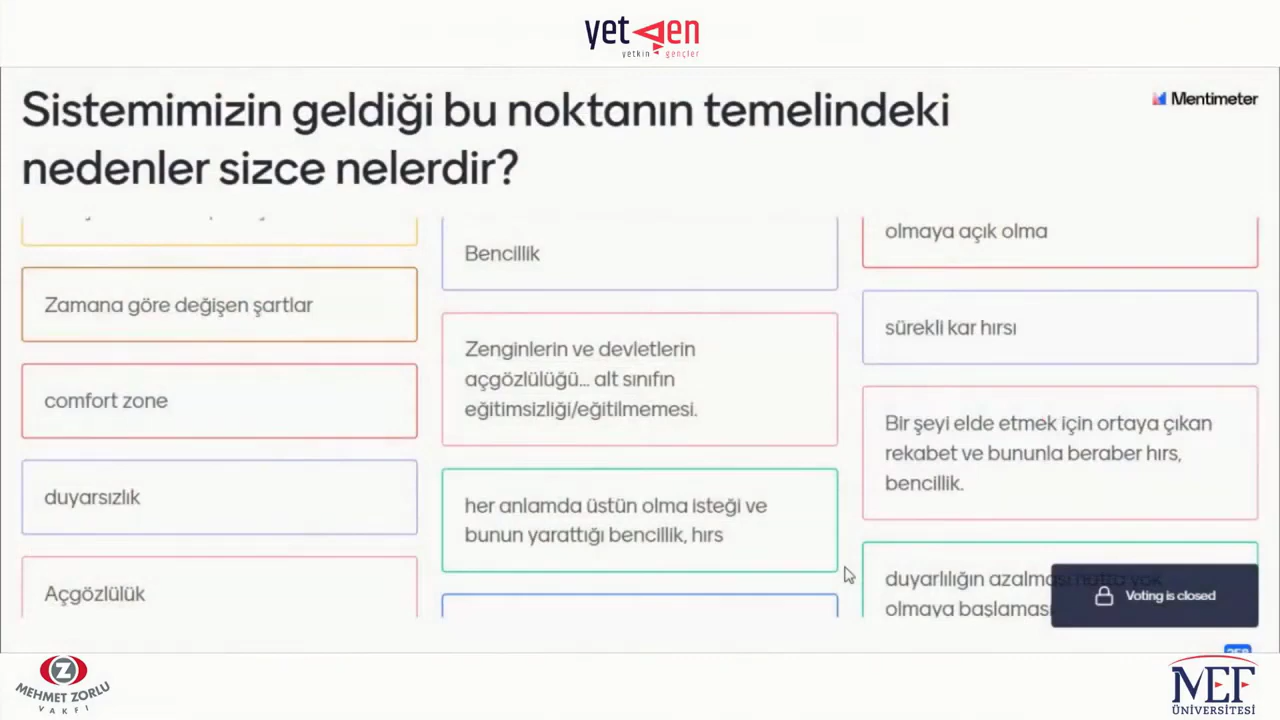 yetgen
yetkin gençler
Sistemimizin geldiği bu noktanın temelindeki
nedenler sizce nelerdir?
Mentimeter
Zamana göre değişen şartlar
comfort zone
duyarsızlık
Açgözlülük
Bencillik
Zenginlerin ve devletlerin
açgözlülüğü... alt sınıfın
eğitimsizliği/eğitilmemesi.
her anlamda üstün olma isteği ve
bunun yarattığı bencillik, hırs
olmaya açık olma
sürekli kar hırsı
Bir şeyi elde etmek için ortaya çıkan
rekabet ve bununla beraber hırs,
bencillik.
duyarlılığın azalması hatta yok
olmaya başlaması
Voting is closed
Z
MEHMET ZORLU
VAKFI
MEF
ÜNİVERSİTESİ